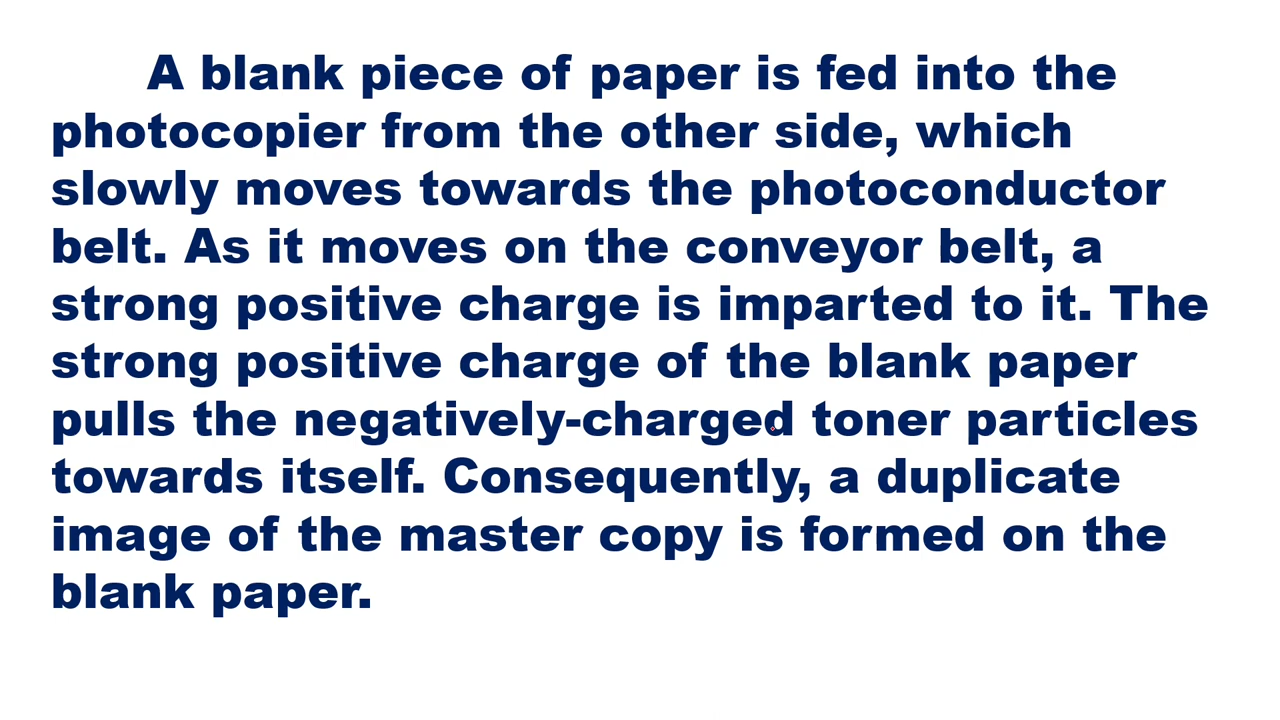 A blank piece of paper is fed into the
photocopier from the other side, which
slowly moves towards the photoconductor
belt. As it moves on the conveyor belt, a
strong positive charge is imparted to it. The
strong positive charge of the blank paper
pulls the negatively-charged toner particles
towards itself. Consequently, a duplicate
image of the master copy is formed on the
blank paper.